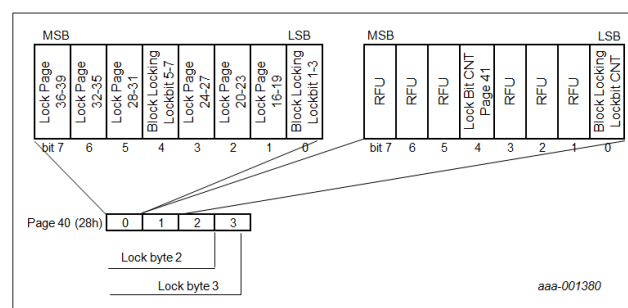 MSB LSB
Lock Page
36-39
Lock Page
32-35
Lock Page
28-31
Block Locking
Lockbit 5-7
Lock Page
24-27
Lock Page
20-23
Lock Page
16-19
Block Locking
Lockbit 1-3
bit 7 6 5 4 3 2 1 0
MSB LSB
RFU
RFU
RFU
Lock Bit CNT
Page 41
RFU
RFU
RFU
Block Locking
Lockbit CNT
bit 7 6 5 4 3 2 1 0
Page 40 (28h) 0 1 2 3
Lock byte 2
Lock byte 3
aaa-001380